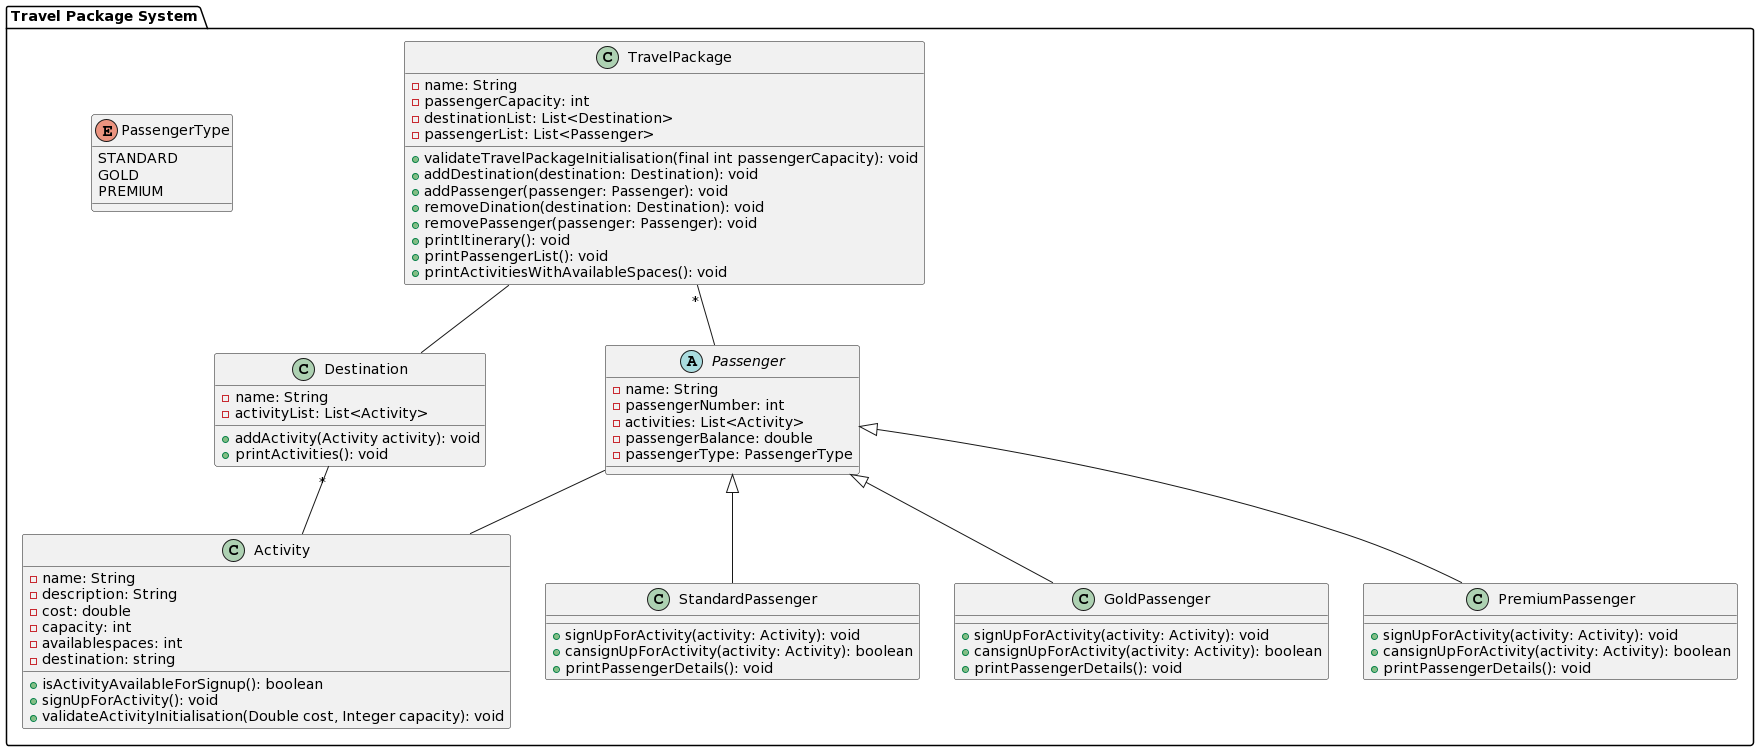 Travel Package System
C TravelPackage
name: String
passengerCapacity: int
destinationList: List<Destination>
passengerList: List<Passenger>
validateTravelPackageInitialisation(final int passengerCapacity): void
addDestination(destination: Destination): void
addPassenger(passenger: Passenger): void
removeDination(destination: Destination): void
removePassenger(passenger: Passenger): void
printItinerary(): void
printPassengerList(): void
printActivitiesWithAvailableSpaces(): void
E PassengerType
STANDARD
GOLD
PREMIUM
*
C Destination
name: String
activityList: List<Activity>
addActivity(Activity activity): void
printActivities(): void
*
A Passenger
name: String
passengerNumber: int
activities: List<Activity>
passengerBalance: double
passengerType: PassengerType
C Activity
name: String
description: String
cost: double
capacity: int
availablespaces: int
destination: string
isActivityAvailableForSignup(): boolean
signUpForActivity(): void
validateActivityInitialisation(Double cost, Integer capacity): void
C StandardPassenger
signUpForActivity(activity: Activity): void
cansignUpForActivity(activity: Activity): boolean
printPassengerDetails(): void
C GoldPassenger
signUpForActivity(activity: Activity): void
cansignUpForActivity(activity: Activity): boolean
printPassengerDetails(): void
C PremiumPassenger
signUpForActivity(activity: Activity): void
cansignUpForActivity(activity: Activity): boolean
printPassengerDetails(): void